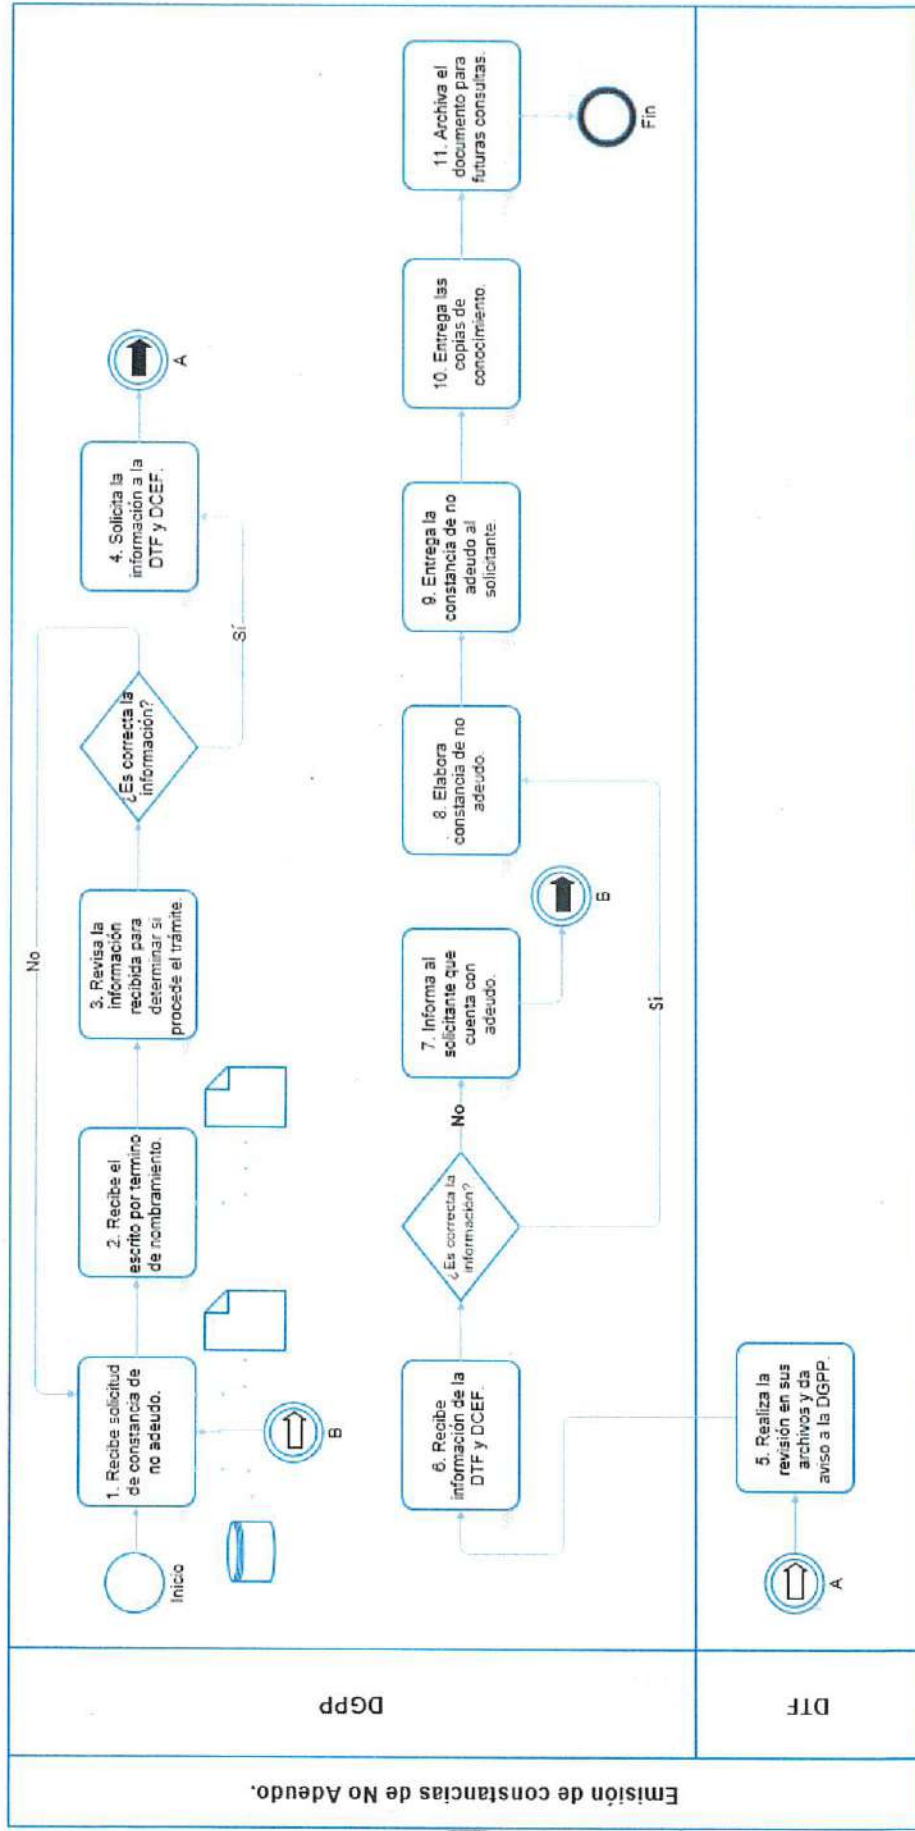 Emisión de constancias de No Adeudo.
DGPP
DTF
Inicio
1. Recibe solicitud
de constancia de
no adeudo.
B
2. Recibe el
escrito por termino
de nombramiento.
3. Revisa la
información
recibida para
determinar si
procede el trámite.
¿Es correcta la
información?
No
Sí
4. Solicita la
información a la
DTF y DCEF.
A
A
5. Realiza la
revisión en sus
archivos y da
aviso a la DGPP.
6. Recibe
información de la
DTF y DCEF.
¿Es correcta la
información?
No
Sí
7. Informa al
solicitante que
cuenta con
adeudo.
B
8. Elabora
constancia de no
adeudo.
9. Entrega la
constancia de no
adeudo al
solicitante.
10. Entrega las
copias de
conocimiento.
11. Archiva el
documento para
futuras consultas.
Fin